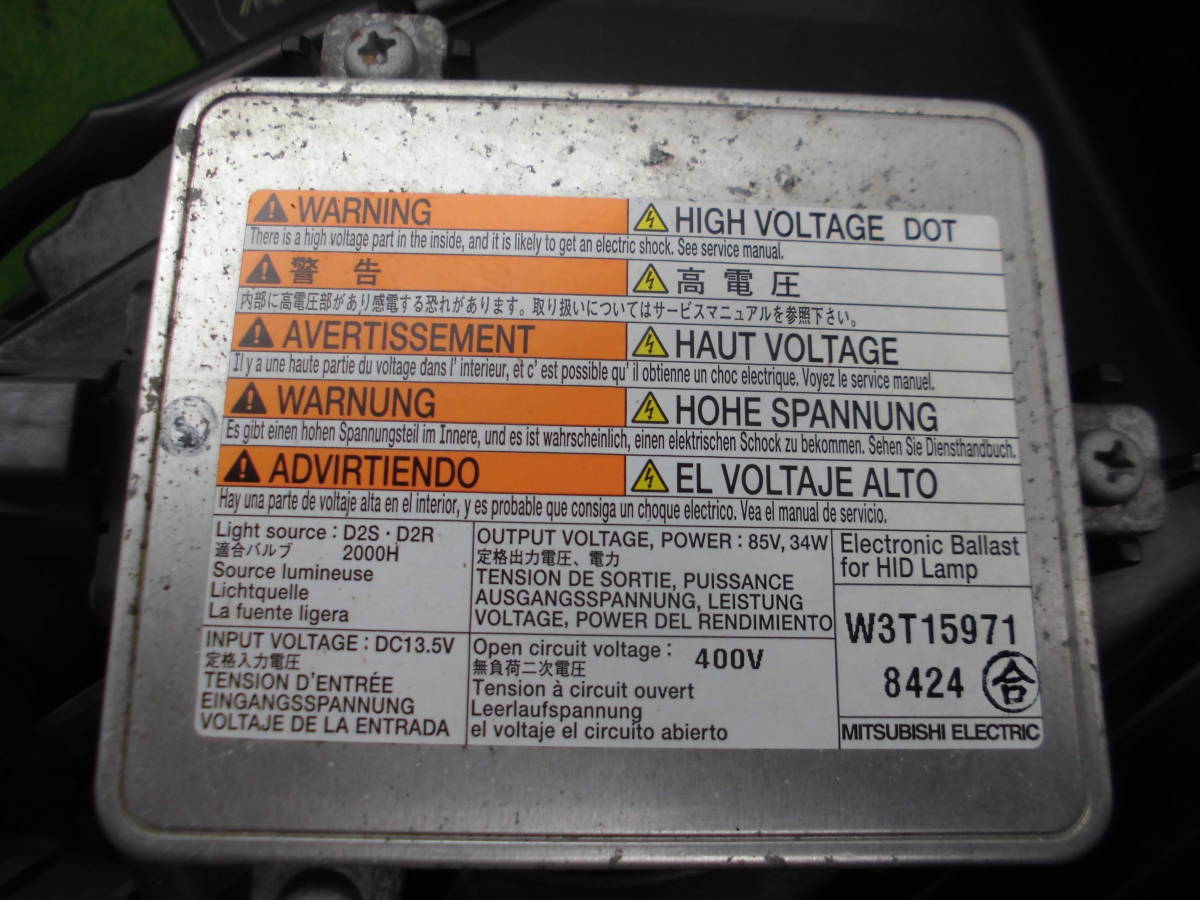 WARNING
HIGH VOLTAGE DOT
There is a high voltage part in the inside, and it is likely to get an electric shock. See service manual.
警告
高電圧
内部に高電圧部があり感電する恐れがあります。取り扱いについてはサービスマニュアルを参照下さい。
AVERTISSEMENT
HAUT VOLTAGE
Il y a une haute partie du voltage dans l' interieur, et c' est possible qu' il obtienne un choc electrique. Voyez le service manuel.
WARNUNG
HOHE SPANNUNG
Es gibt einen hohen Spannungsteil im Innere, und es ist wahrscheinlich, einen elektrischen Schock zu bekommen. Sehen Sie Diensthandbuch.
ADVIRTIENDO
EL VOLTAJE ALTO
Hay una parte de voltaje alta en el interior, y es probable que consiga un choque electrico. Vea el manual de servicio.
Light source : D2S・D2R
適合バルブ 2000H
Source lumineuse
Lichtquelle
La fuente ligera
OUTPUT VOLTAGE, POWER : 85V, 34W
定格出力電圧、電力
TENSION DE SORTIE, PUISSANCE
AUSGANGSSPANNUNG, LEISTUNG
VOLTAGE, POWER DEL RENDIMIENTO
Electronic Ballast
for HID Lamp
INPUT VOLTAGE : DC13.5V
定格入力電圧
TENSION D'ENTRÉE
EINGANGSSPANNUNG
VOLTAJE DE LA ENTRADA
Open circuit voltage : 400V
無負荷二次電圧
Tension à circuit ouvert
Leerlaufspannung
el voltaje el circuito abierto
W3T15971
8424 合
MITSUBISHI ELECTRIC